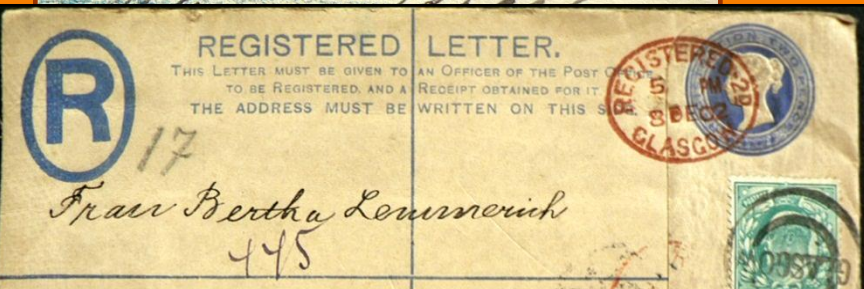 REGISTERED LETTER.
THIS LETTER MUST BE GIVEN TO AN OFFICER OF THE POST OFFICE
TO BE REGISTERED, AND A RECEIPT OBTAINED FOR IT.
THE ADDRESS MUST BE WRITTEN ON THIS SIDE.
R
17
REGISTERED·2D
5 PM
8 DE 02
GLASGOW
Frau Bertha Lemmerich
445
GLASGOW